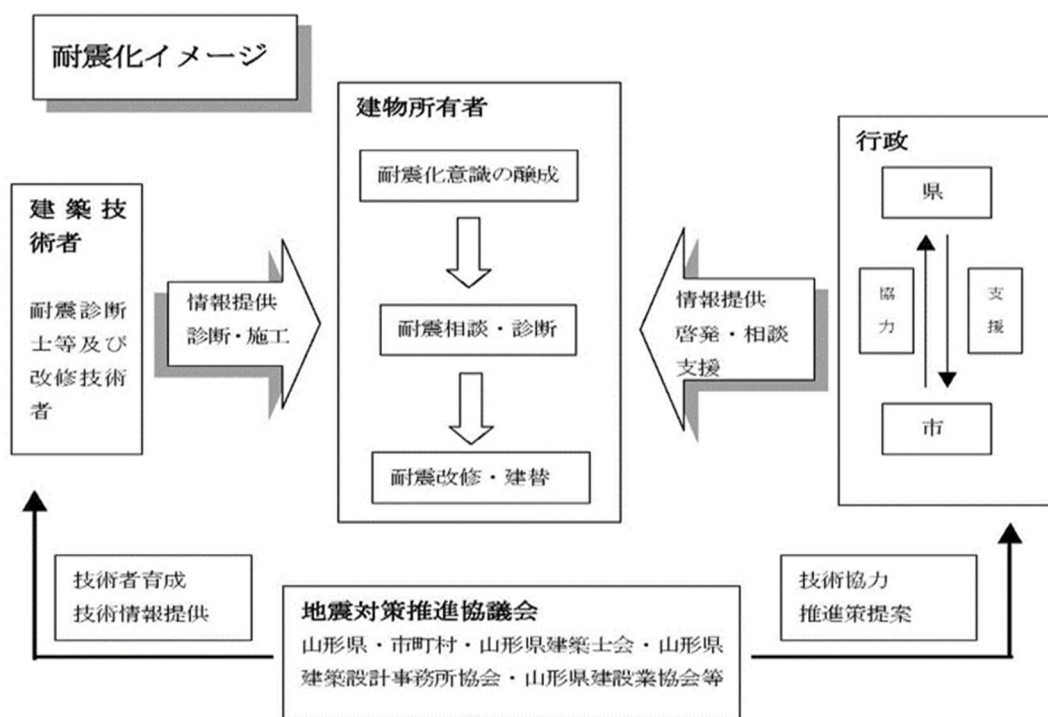 耐震化イメージ
建物所有者
耐震化意識の醸成
耐震相談・診断
耐震改修・建替
行政
県
協力
支援
市
建築技
術者
耐震診断
士等及び
改修技術
者
情報提供
診断・施工
情報提供
啓発・相談
支援
技術者育成
技術情報提供
地震対策推進協議会
山形県・市町村・山形県建築士会・山形県
建築設計事務所協会・山形県建設業協会等
技術協力
推進策提案